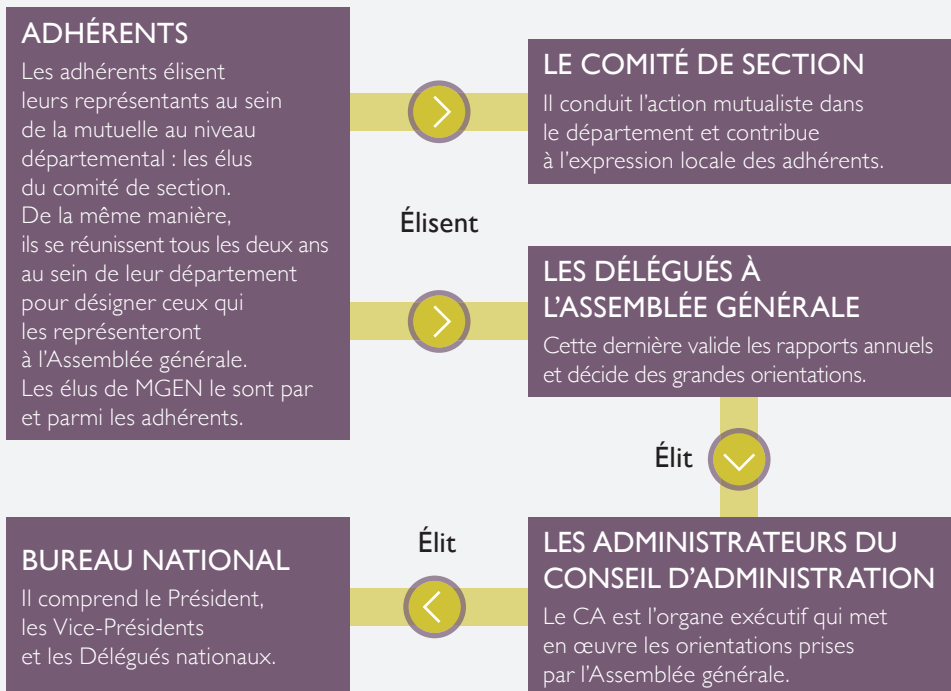 ADHÉRENTS
Les adhérents élisent
leurs représentants au sein
de la mutuelle au niveau
départemental : les élus
du comité de section.
De la même manière,
ils se réunissent tous les deux ans
au sein de leur département
pour désigner ceux qui
les représenteront
à l’Assemblée générale.
Les élus de MGEN le sont par
et parmi les adhérents.
Élisent
LE COMITÉ DE SECTION
Il conduit l’action mutualiste dans
le département et contribue
à l’expression locale des adhérents.
LES DÉLÉGUÉS À
L’ASSEMBLÉE GÉNÉRALE
Cette dernière valide les rapports annuels
et décide des grandes orientations.
Élit
LES ADMINISTRATEURS DU
CONSEIL D’ADMINISTRATION
Le CA est l’organe exécutif qui met
en œuvre les orientations prises
par l’Assemblée générale.
Élit
BUREAU NATIONAL
Il comprend le Président,
les Vice-Présidents
et les Délégués nationaux.